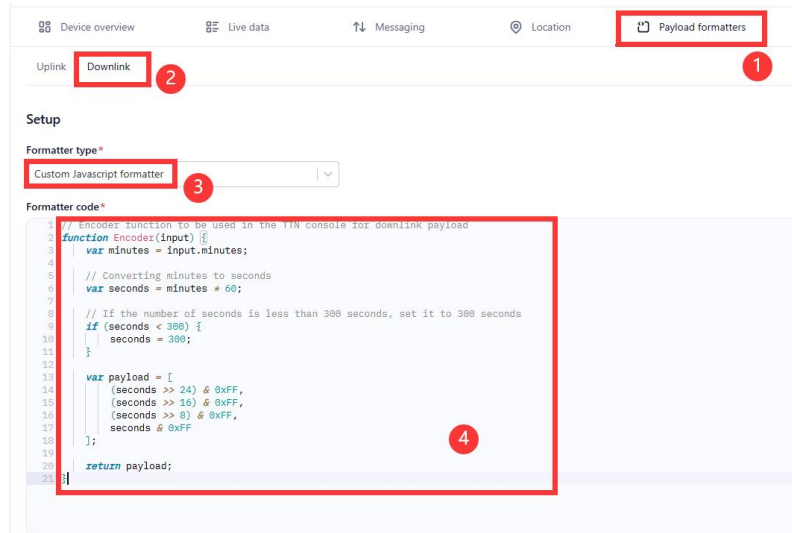 Device overview Live data Messaging Location Payload formatters
1
Uplink Downlink
2
Setup
Formatter type*
Custom Javascript formatter
3
Formatter code*
1 // Encoder function to be used in the TTN console for downlink payload
2 function Encoder(input) {
3 var minutes = input.minutes;
4
5 // Converting minutes to seconds
6 var seconds = minutes * 60;
7
8 // If the number of seconds is less than 300 seconds, set it to 300 seconds
9 if (seconds < 300) {
10 seconds = 300;
11 }
12
13 var payload = [
14 (seconds >> 24) & 0xFF,
15 (seconds >> 16) & 0xFF,
16 (seconds >> 8) & 0xFF,
17 seconds & 0xFF
18 ];
4
19
20 return payload;
21 }